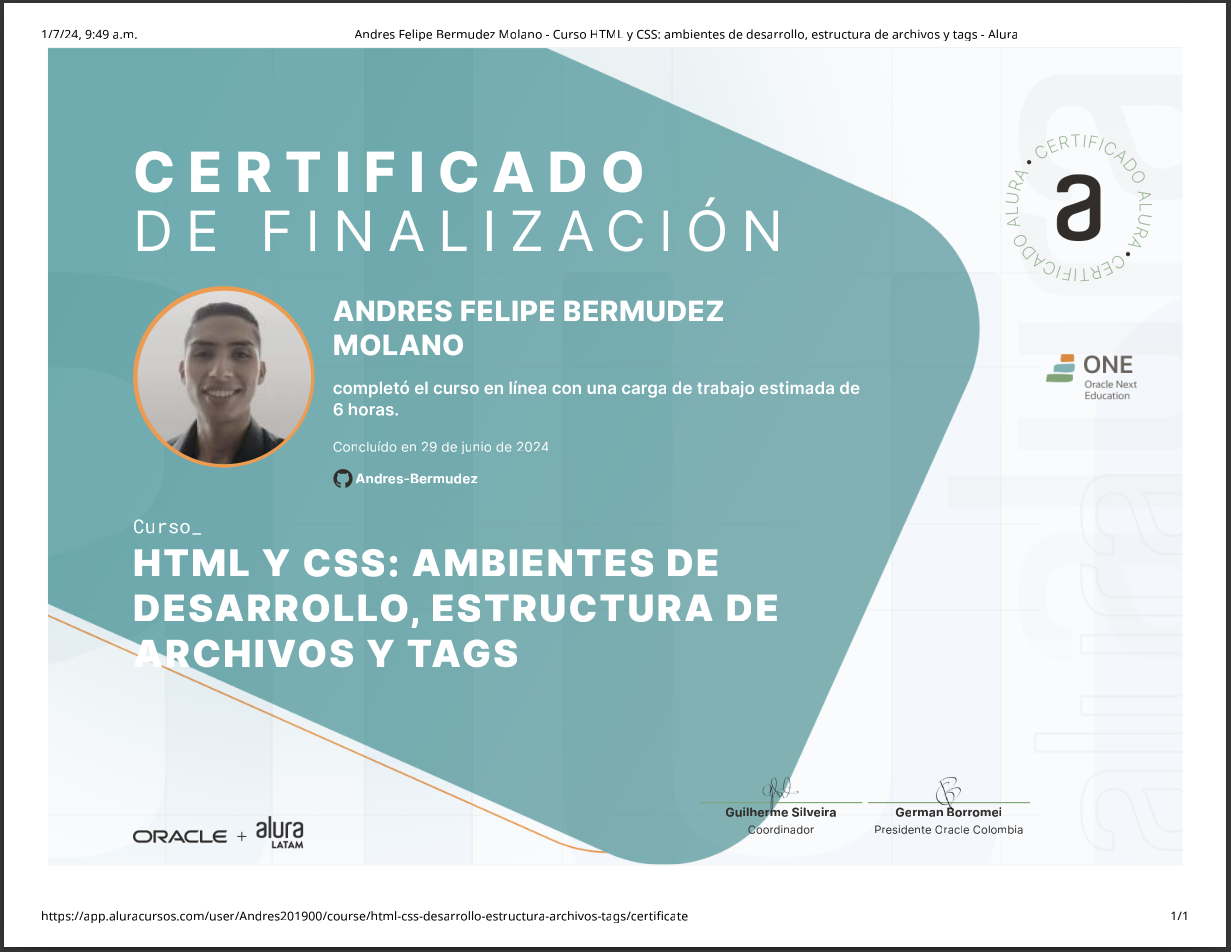 1/7/24, 9:49 a.m.
Andres Felipe Bermudez Molano - Curso HTML y CSS: ambientes de desarrollo, estructura de archivos y tags - Alura
CERTIFICADO
DE FINALIZACIÓN
CERTIFICADO ALURA • CERTIFICADO ALURA •
a
ANDRES FELIPE BERMUDEZ
MOLANO
completó el curso en línea con una carga de trabajo estimada de
6 horas.
Concluído en 29 de junio de 2024
Andres-Bermudez
ONE
Oracle Next
Education
Curso_
HTML Y CSS: AMBIENTES DE
DESARROLLO, ESTRUCTURA DE
ARCHIVOS Y TAGS
alura
alura
Guilherme Silveira
Coordinador
German Borromei
Presidente Oracle Colombia
ORACLE + alura
LATAM
https://app.aluracursos.com/user/Andres201900/course/html-css-desarrollo-estructura-archivos-tags/certificate
1/1